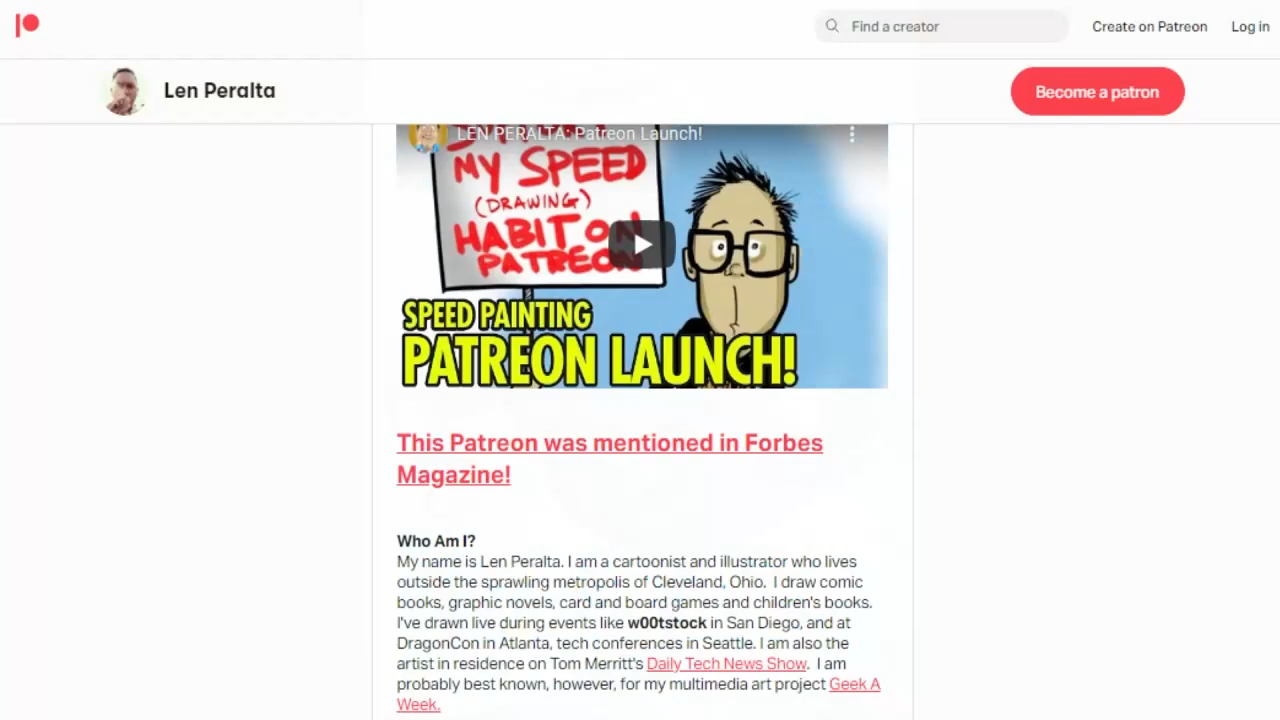 Find a creator
Create on Patreon
Log in
Len Peralta
Become a patron
LEN PERALTA: Patreon Launch!
MY SPEED
(DRAWING)
HABIT ON
PATREON
SPEED PAINTING
PATREON LAUNCH!
This Patreon was mentioned in Forbes
Magazine!
Who Am I?
My name is Len Peralta. I am a cartoonist and illustrator who lives
outside the sprawling metropolis of Cleveland, Ohio.  I draw comic
books, graphic novels, card and board games and children's books.
I've drawn live during events like w00tstock in San Diego, and at
DragonCon in Atlanta, tech conferences in Seattle. I am also the
artist in residence on Tom Merritt's Daily Tech News Show.  I am
probably best known, however, for my multimedia art project Geek A
Week.